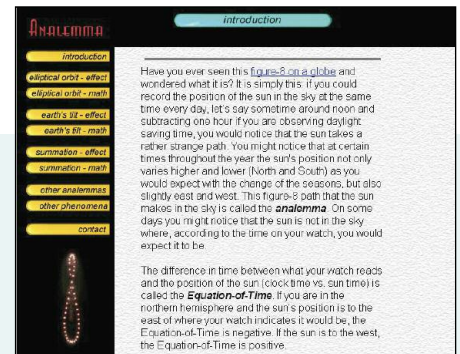 ANALEMMA
introduction
introduction
elliptical orbit - effect
elliptical orbit - math
earth's tilt - effect
earth's tilt - math
summation - effect
summation - math
other analemmas
other phenomena
contact
Have you ever seen this figure-8 on a globe and
wondered what it is? It is simply this: if you could
record the position of the sun in the sky at the same
time every day, let's say sometime around noon and
subtracting one hour if you are observing daylight
saving time, you would notice that the sun takes a
rather strange path. You might notice that at certain
times throughout the year the sun's position not only
varies higher and lower (North and South) as you
would expect with the change of the seasons, but also
slightly east and west. This figure-8 path that the sun
makes in the sky is called the analemma. On some
days you might notice that the sun is not in the sky
where, according to the time on your watch, you would
expect it to be.
The difference in time between what your watch reads
and the position of the sun (clock time vs. sun time) is
called the Equation-of-Time. If you are in the
northern hemisphere and the sun's position is to the
east of where your watch indicates it would be, the
Equation-of-Time is negative. If the sun is to the west,
the Equation-of-Time is positive.